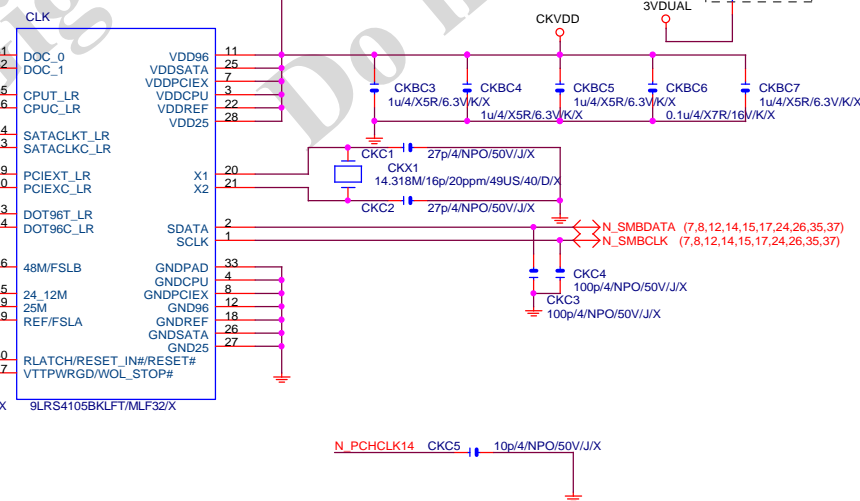 CLK
CKVDD
3VDUAL
DOC_0
DOC_1
CPUT_LR
CPUC_LR
SATACLKT_LR
SATACLKC_LR
PCIEXT_LR
PCIEXC_LR
DOT96T_LR
DOT96C_LR
48M/FSLB
24_12M
25M
REF/FSLA
RLATCH/RESET_IN#/RESET#
VTTPWRGD/WOL_STOP#
VDD96 11
VDDSATA 25
VDDPCIEX 7
VDDCPU 3
VDDREF 22
VDD25 28
X1 20
X2 21
SDATA 2
SCLK 1
GNDPAD 33
GNDCPU 4
GNDPCIEX 8
GND96 12
GNDREF 18
GNDSATA 26
GND25 27
9LRS4105BKLFT/MLF32/X
CKBC3
1u/4/X5R/6.3V/K/X
CKBC4
1u/4/X5R/6.3V/K/X
CKBC5
1u/4/X5R/6.3V/K/X
CKBC6
0.1u/4/X7R/16V/K/X
CKBC7
1u/4/X5R/6.3V/K/X
CKC1 27p/4/NPO/50V/J/X
CKX1
14.318M/16p/20ppm/49US/40/D/X
CKC2 27p/4/NPO/50V/J/X
N_SMBDATA (7,8,12,14,15,17,24,26,35,37)
N_SMBCLK (7,8,12,14,15,17,24,26,35,37)
CKC4
100p/4/NPO/50V/J/X
CKC3
100p/4/NPO/50V/J/X
N_PCHCLK14 CKC5 10p/4/NPO/50V/J/X
Do